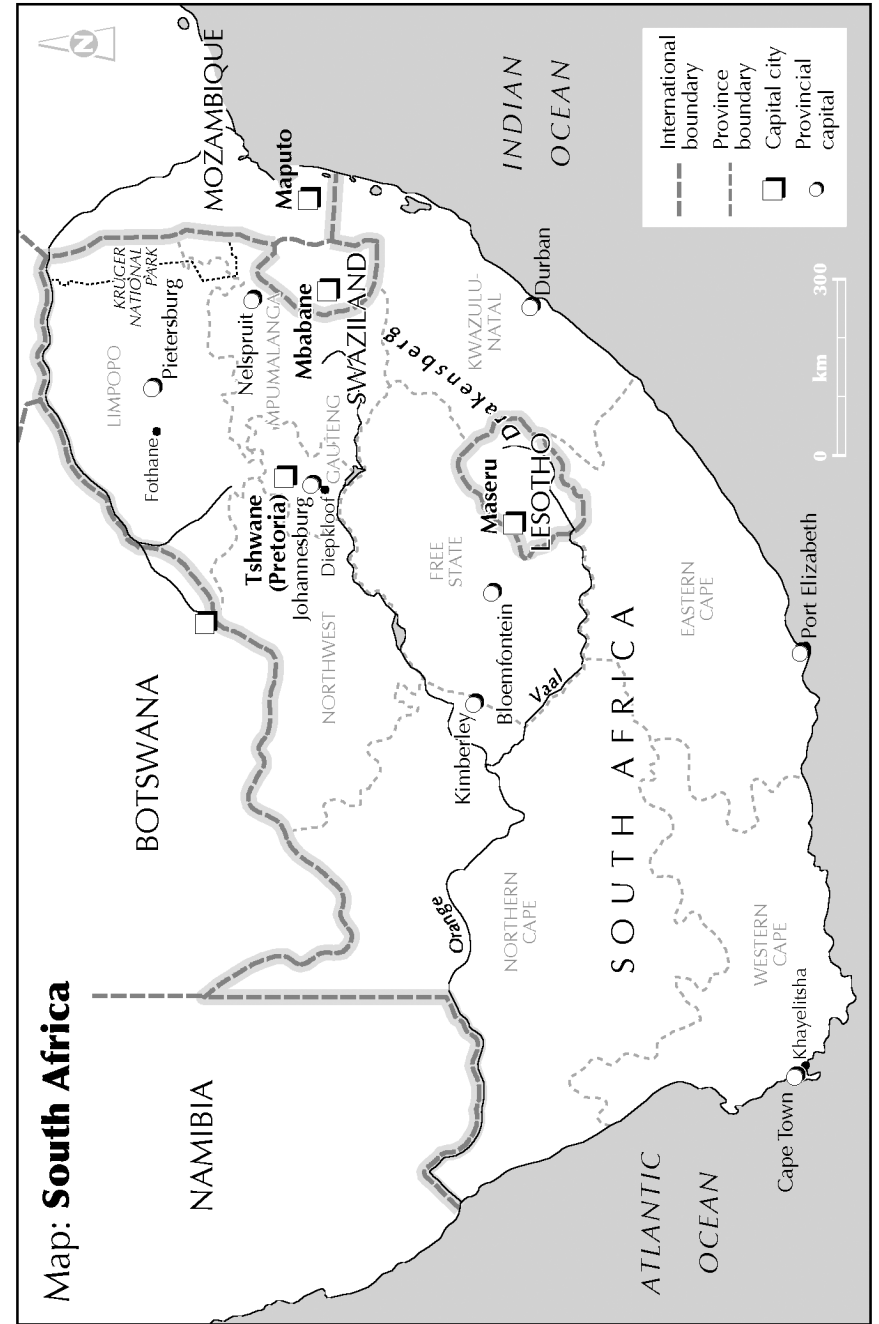 Map: South Africa
N
NAMIBIA
BOTSWANA
MOZAMBIQUE
LIMPOPO
KRUGER
NATIONAL
PARK
Fothane
Pietersburg
Nelspruit
MPUMALANGA
Maputo
Mbabane
SWAZILAND
Tshwane
(Pretoria)
Johannesburg
Diepkloof
GAUTENG
NORTHWEST
Drakensberg
KWAZULU-
NATAL
Durban
FREE
STATE
Maseru
LESOTHO
Bloemfontein
Kimberley
Vaal
Orange
NORTHERN
CAPE
SOUTH AFRICA
EASTERN
CAPE
WESTERN
CAPE
Port Elizabeth
Cape Town
Khayelitsha
ATLANTIC
OCEAN
INDIAN
OCEAN
International
boundary
Province
boundary
Capital city
Provincial
capital
0 km 300